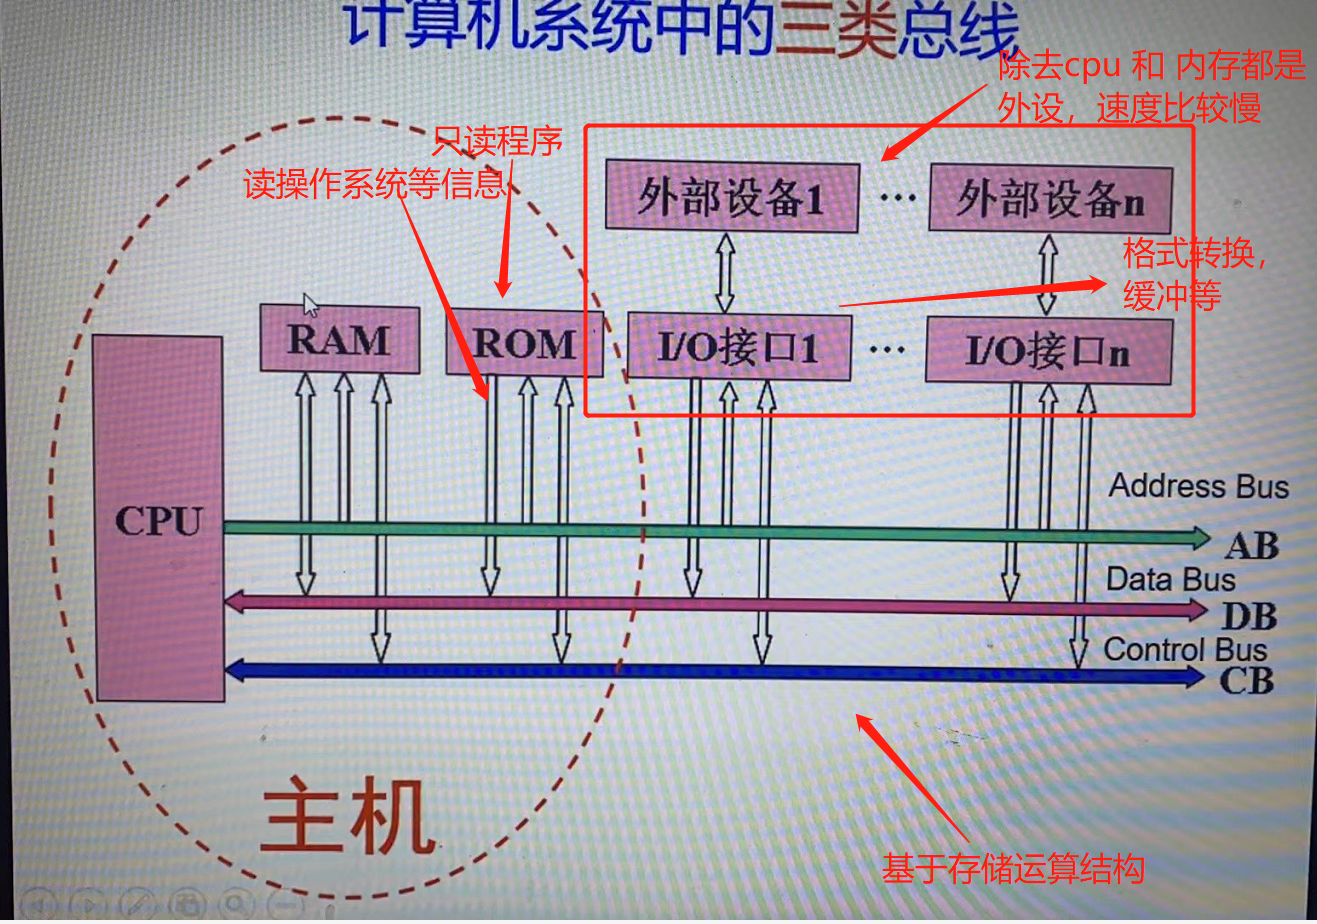 计算机系统中的三类总线
除去cpu 和 内存都是
外设，速度比较慢
只读程序
读操作系统等信息
外部设备1
···
外部设备n
格式转换，
缓冲等
RAM
ROM
I/O接口1
···
I/O接口n
CPU
Address Bus
AB
Data Bus
DB
Control Bus
CB
主机
基于存储运算结构